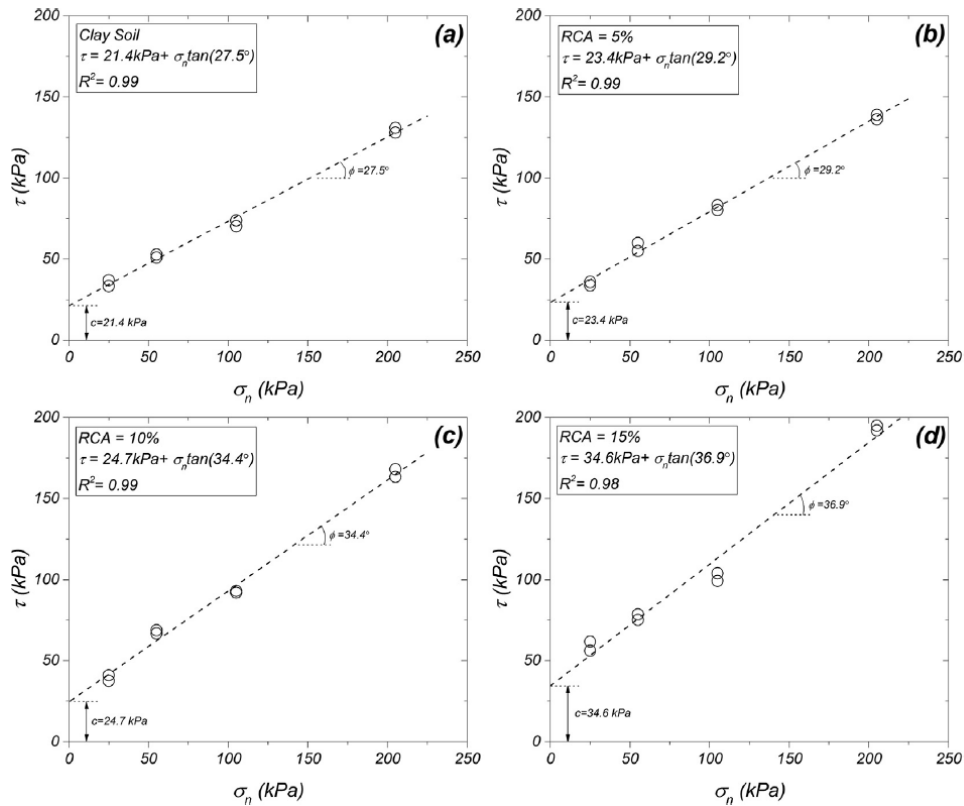 Clay Soil
τ = 21.4kPa+ σntan(27.5°)
R²= 0.99
(a)
200
150
100
50
0
τ (kPa)
ϕ =27.5°
c=21.4 kPa
0 50 100 150 200 250
σn (kPa)
RCA = 5%
τ = 23.4kPa+ σntan(29.2°)
R²= 0.99
(b)
200
150
100
50
0
τ (kPa)
ϕ =29.2°
c=23.4 kPa
0 50 100 150 200 250
σn (kPa)
RCA = 10%
τ = 24.7kPa+ σntan(34.4°)
R²= 0.99
(c)
200
150
100
50
0
τ (kPa)
ϕ =34.4°
c=24.7 kPa
0 50 100 150 200 250
σn (kPa)
RCA = 15%
τ = 34.6kPa+ σntan(36.9°)
R²= 0.98
(d)
200
150
100
50
0
τ (kPa)
ϕ =36.9°
c=34.6 kPa
0 50 100 150 200 250
σn (kPa)